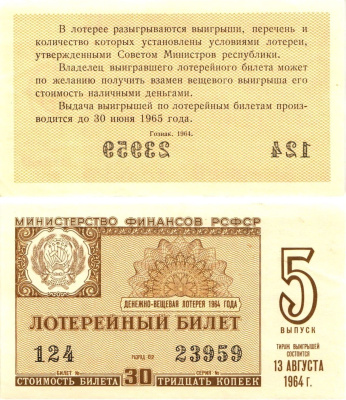 В лотерее разыгрываются выигрыши, перечень и
количество которых установлены условиями лотереи,
утвержденными Советом Министров республики.
Владелец выигравшего лотерейного билета может
по желанию получить взамен вещевого выигрыша его
стоимость наличными деньгами.
Выдача выигрышей по лотерейным билетам произ-
водится до 30 июня 1965 года.
Гознак. 1964.
23959 124
МИНИСТЕРСТВО ФИНАНСОВ РСФСР
ДЕНЕЖНО-ВЕЩЕВАЯ ЛОТЕРЕЯ 1964 ГОДА
ЛОТЕРЕЙНЫЙ БИЛЕТ
124 23959
БИЛЕТ № СЕРИЯ №
СТОИМОСТЬ БИЛЕТА 30 ТРИДЦАТЬ КОПЕЕК
5
ВЫПУСК
ТИРАЖ ВЫИГРЫШЕЙ
СОСТОИТСЯ
13 АВГУСТА
1964 г.